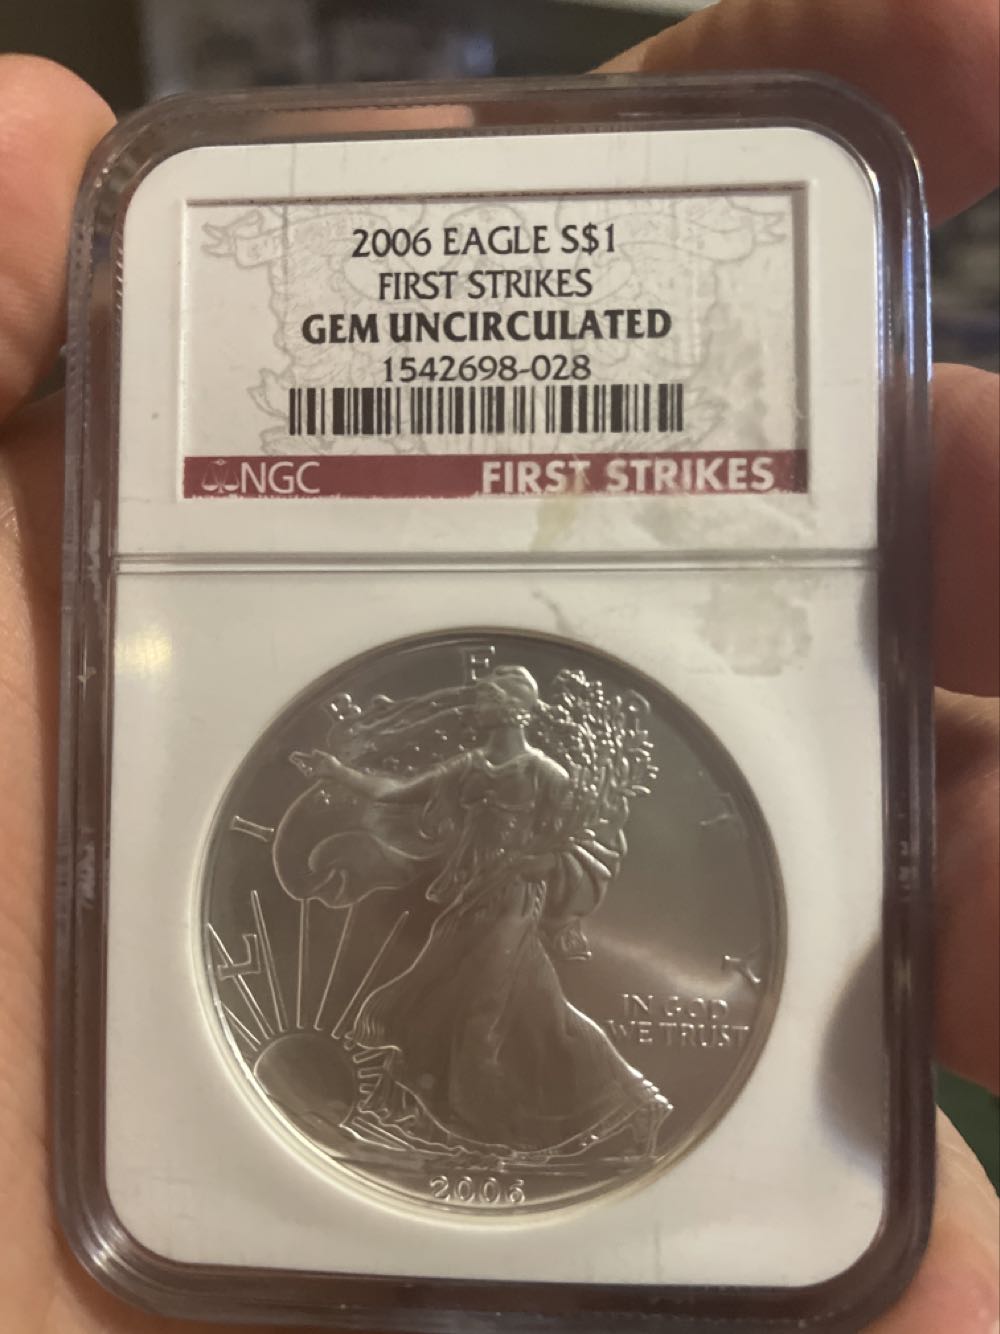 2006 EAGLE S$1
FIRST STRIKES
GEM UNCIRCULATED
1542698-028
NGC FIRST STRIKES
LIBERTY
IN GOD
WE TRUST
2006